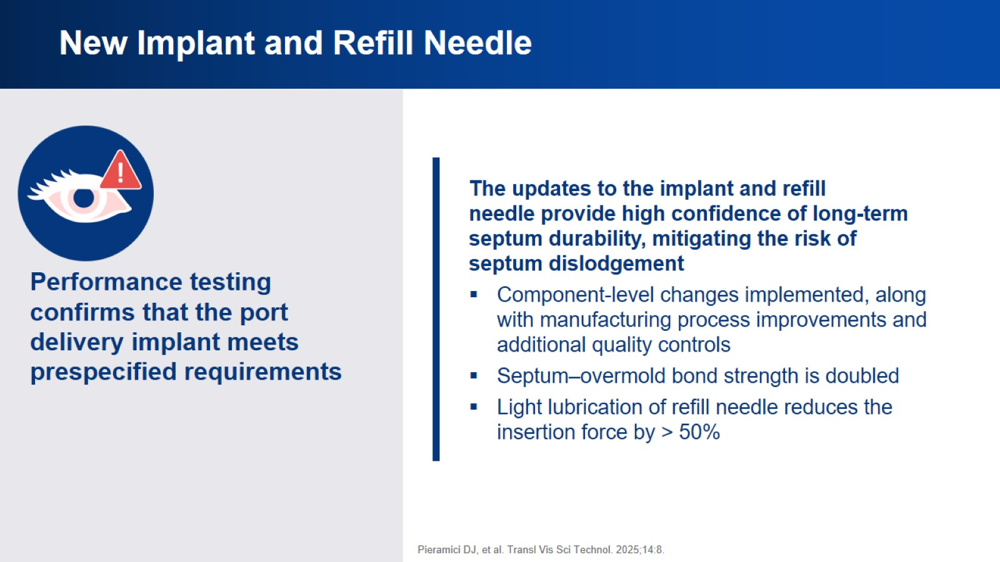 New Implant and Refill Needle
!
Performance testing
confirms that the port
delivery implant meets
prespecified requirements
The updates to the implant and refill
needle provide high confidence of long-term
septum durability, mitigating the risk of
septum dislodgement
▪ Component-level changes implemented, along
with manufacturing process improvements and
additional quality controls
▪ Septum–overmold bond strength is doubled
▪ Light lubrication of refill needle reduces the
insertion force by > 50%
Pieramici DJ, et al. Transl Vis Sci Technol. 2025;14:8.